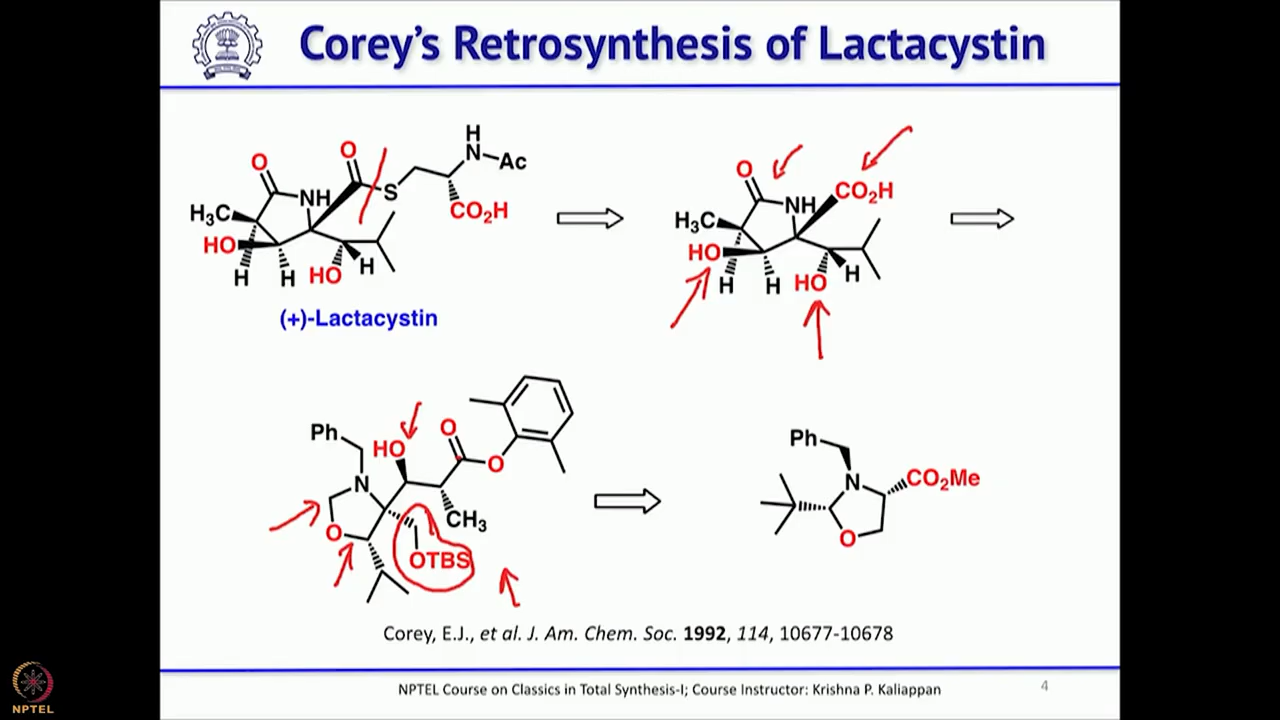 Corey's Retrosynthesis of Lactacystin
O
NH
O
S
H
N
Ac
CO2H
H3C
HO
H
H
HO
H
(+)-Lactacystin
O
NH
CO2H
H3C
HO
H
H
HO
H
Ph
N
O
HO
O
O
CH3
OTBS
Ph
N
CO2Me
O
Corey, E.J., et al. J. Am. Chem. Soc. 1992, 114, 10677-10678
NPTEL Course on Classics in Total Synthesis-I; Course Instructor: Krishna P. Kaliappan
4
NPTEL